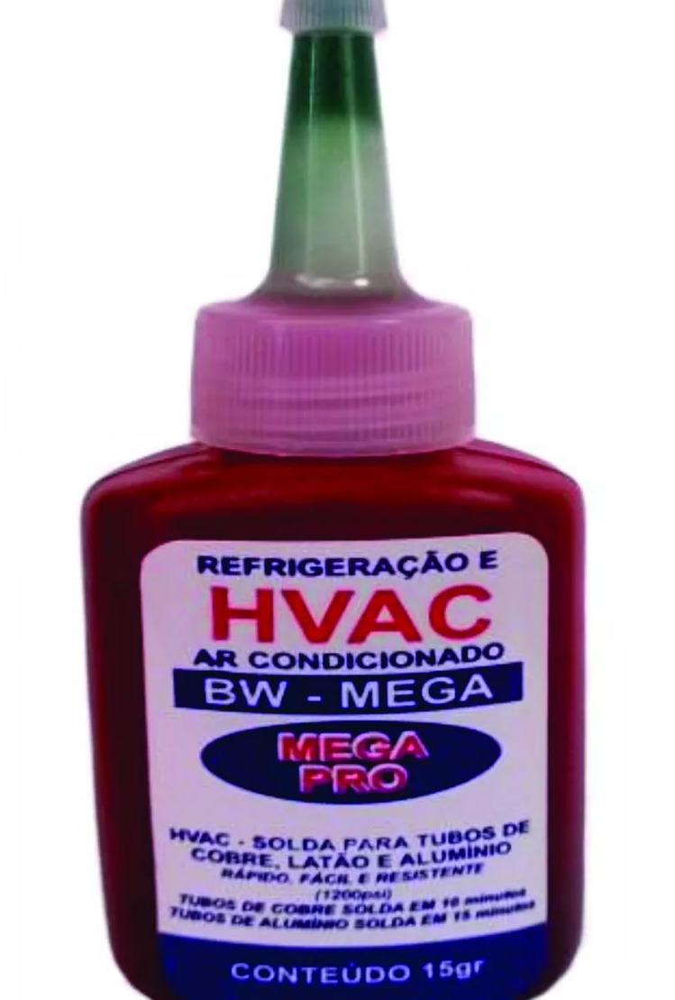 REFRIGERAÇÃO E
HVAC
AR CONDICIONADO
BW - MEGA
MEGA
PRO
HVAC - SOLDA PARA TUBOS DE
COBRE, LATÃO E ALUMÍNIO
RÁPIDO, FÁCIL E RESISTENTE
(1200psi)
TUBOS DE COBRE SOLDA EM 10 minutos
TUBOS DE ALUMÍNIO SOLDA EM 15 minutos
CONTEÚDO 15gr